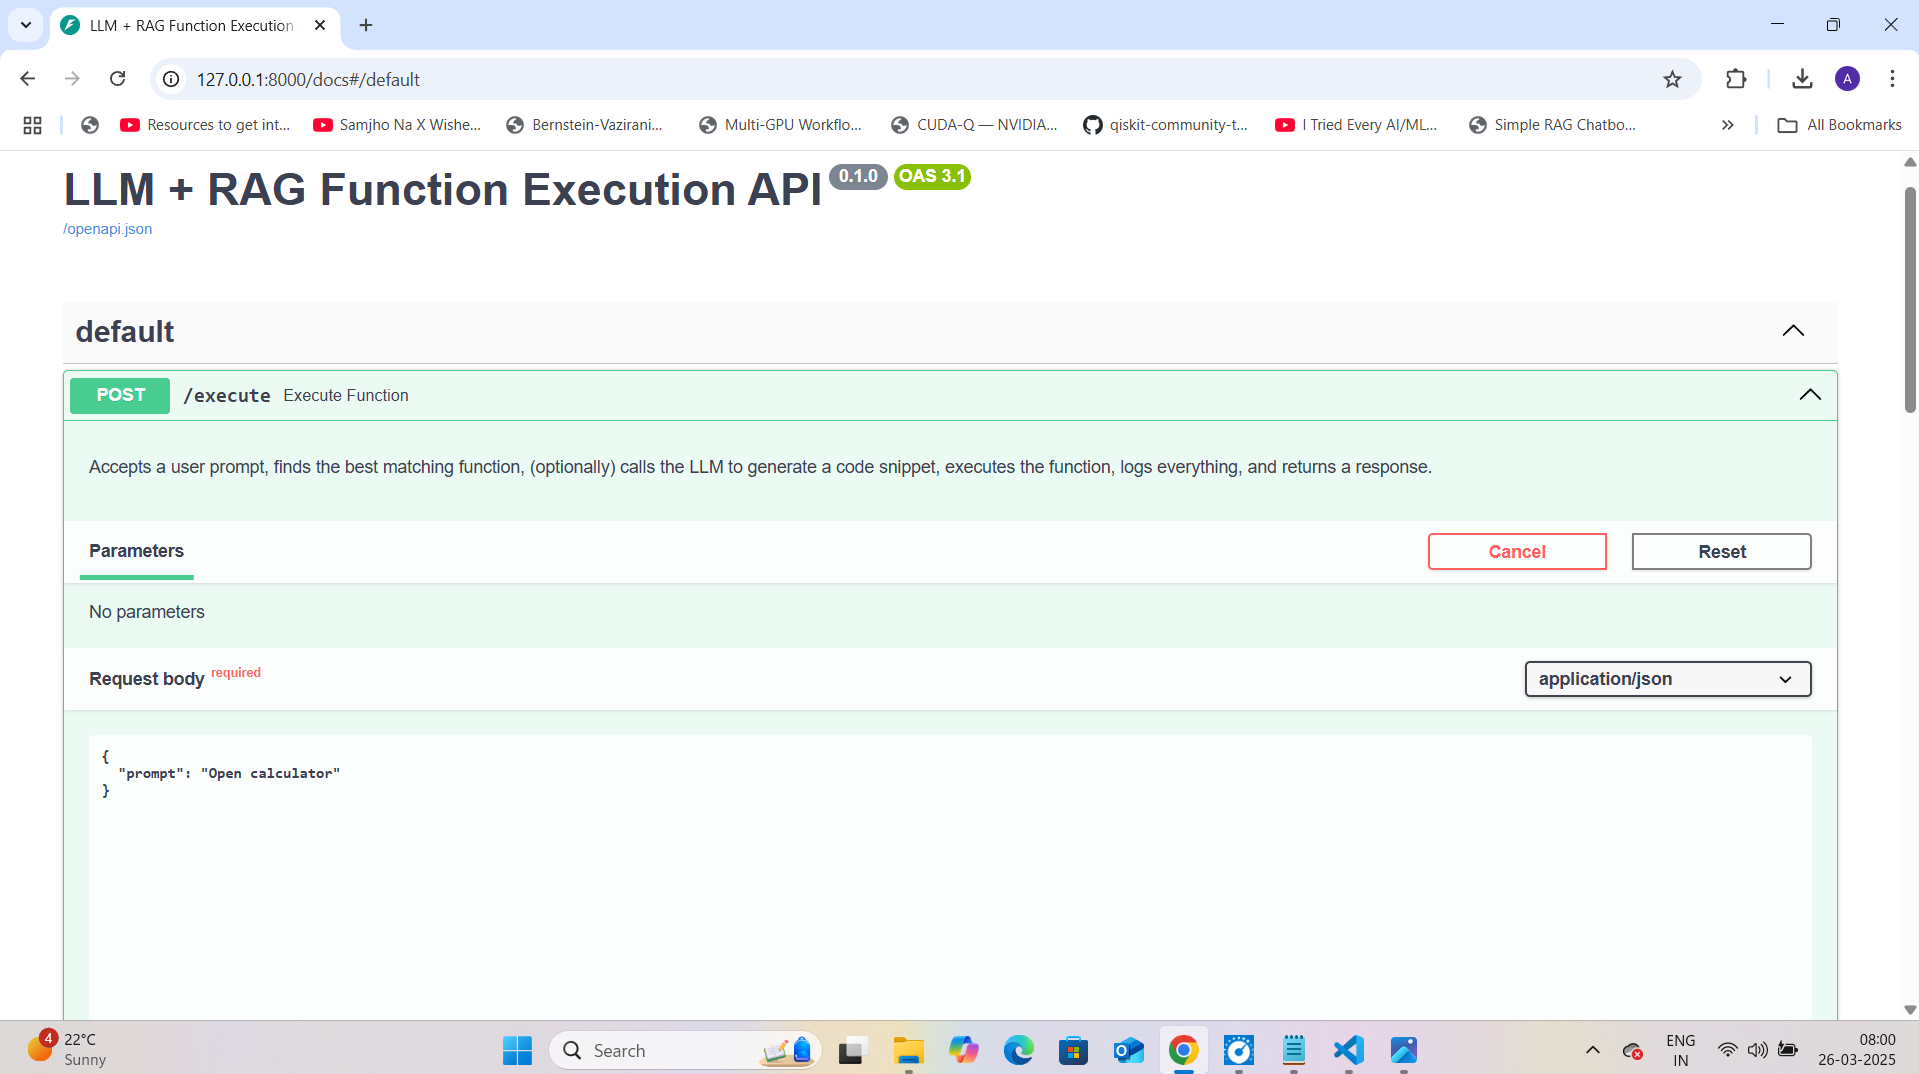 LLM + RAG Function Execution
127.0.0.1:8000/docs#/default
A
Resources to get int...
Samjho Na X Wishe...
Bernstein-Vazirani...
Multi-GPU Workflo...
CUDA-Q — NVIDIA...
qiskit-community-t...
I Tried Every AI/ML...
Simple RAG Chatbo...
All Bookmarks
LLM + RAG Function Execution API 0.1.0 OAS 3.1
/openapi.json
default
POST /execute Execute Function
Accepts a user prompt, finds the best matching function, (optionally) calls the LLM to generate a code snippet, executes the function, logs everything, and returns a response.
Parameters Cancel Reset
No parameters
Request body required application/json
{
"prompt": "Open calculator"
}
4 22°C
Sunny
Search
ENG
IN
08:00
26-03-2025